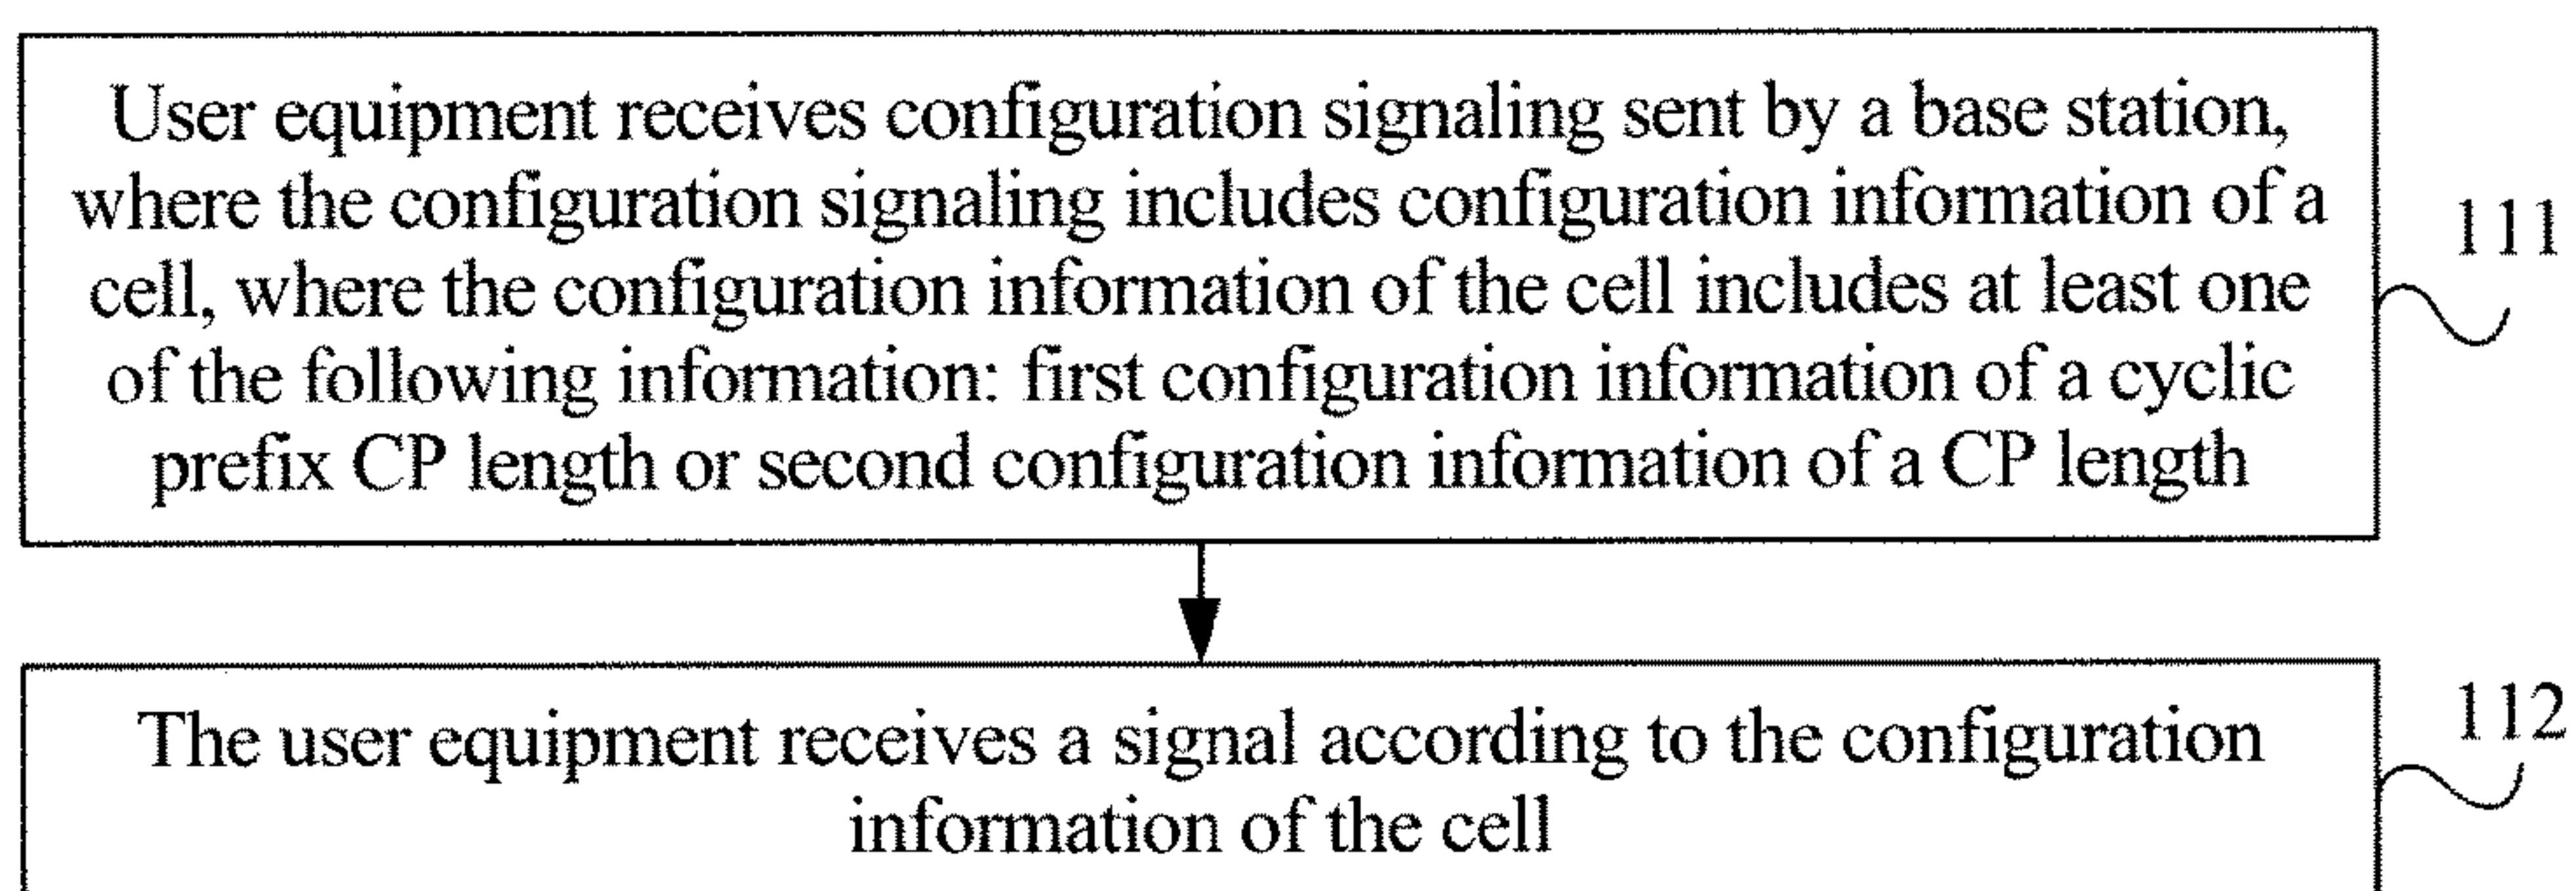 User equipment receives configuration signaling sent by a base station,
where the configuration signaling includes configuration information of a
cell, where the configuration information of the cell includes at least one
of the following information: first configuration information of a cyclic
prefix CP length or second configuration information of a CP length
111
The user equipment receives a signal according to the configuration
information of the cell
112